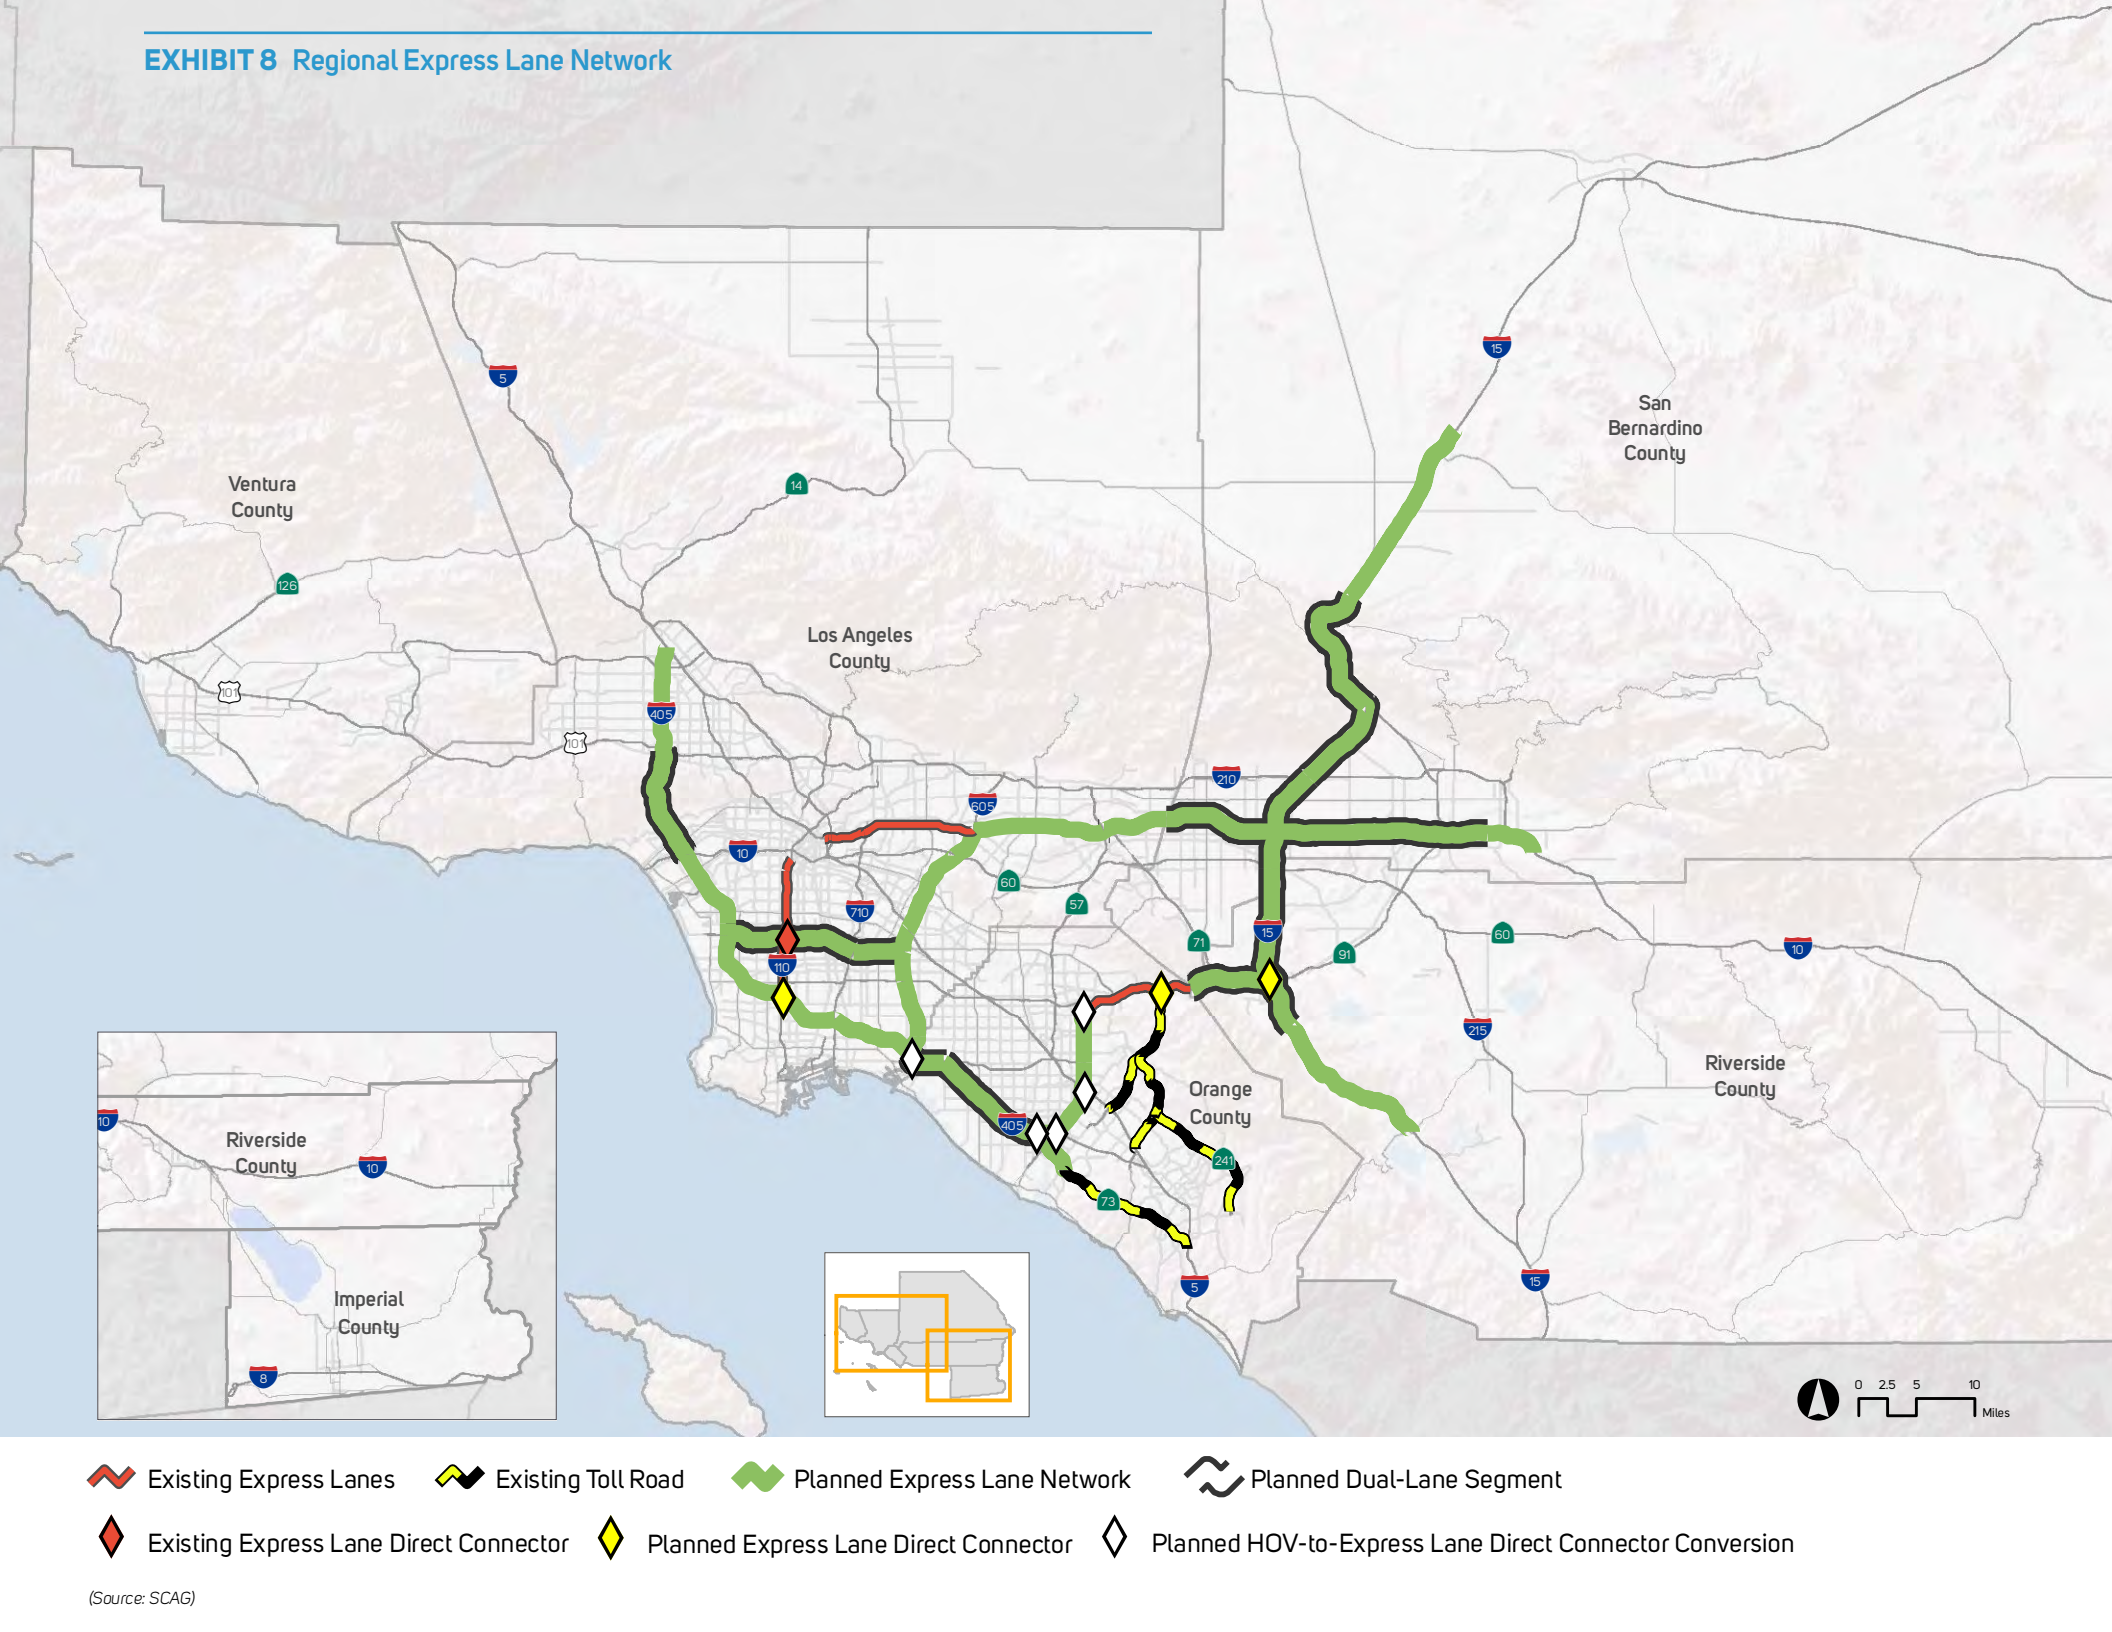 EXHIBIT 8 Regional Express Lane Network
15
5
San
Bernardino
County
Ventura
County
14
126
Los Angeles
County
101
405
101
210
605
10
60
57
710
15
71
91
60
10
110
215
Riverside
County
Orange
County
405
241
73
5
15
10
Riverside
County
10
Imperial
County
8
0 2.5 5 10
Miles
Existing Express Lanes
Existing Toll Road
Planned Express Lane Network
Planned Dual-Lane Segment
Existing Express Lane Direct Connector
Planned Express Lane Direct Connector
Planned HOV-to-Express Lane Direct Connector Conversion
(Source: SCAG)